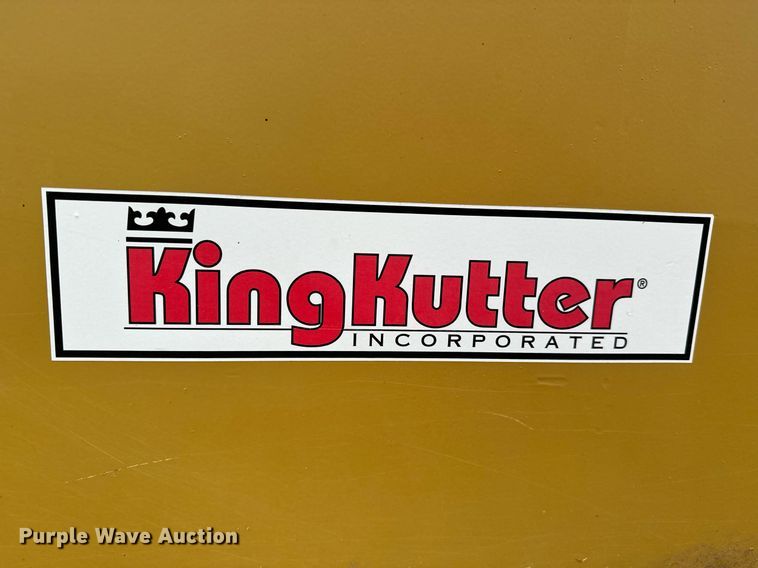 KingKutter®
INCORPORATED
Purple Wave Auction